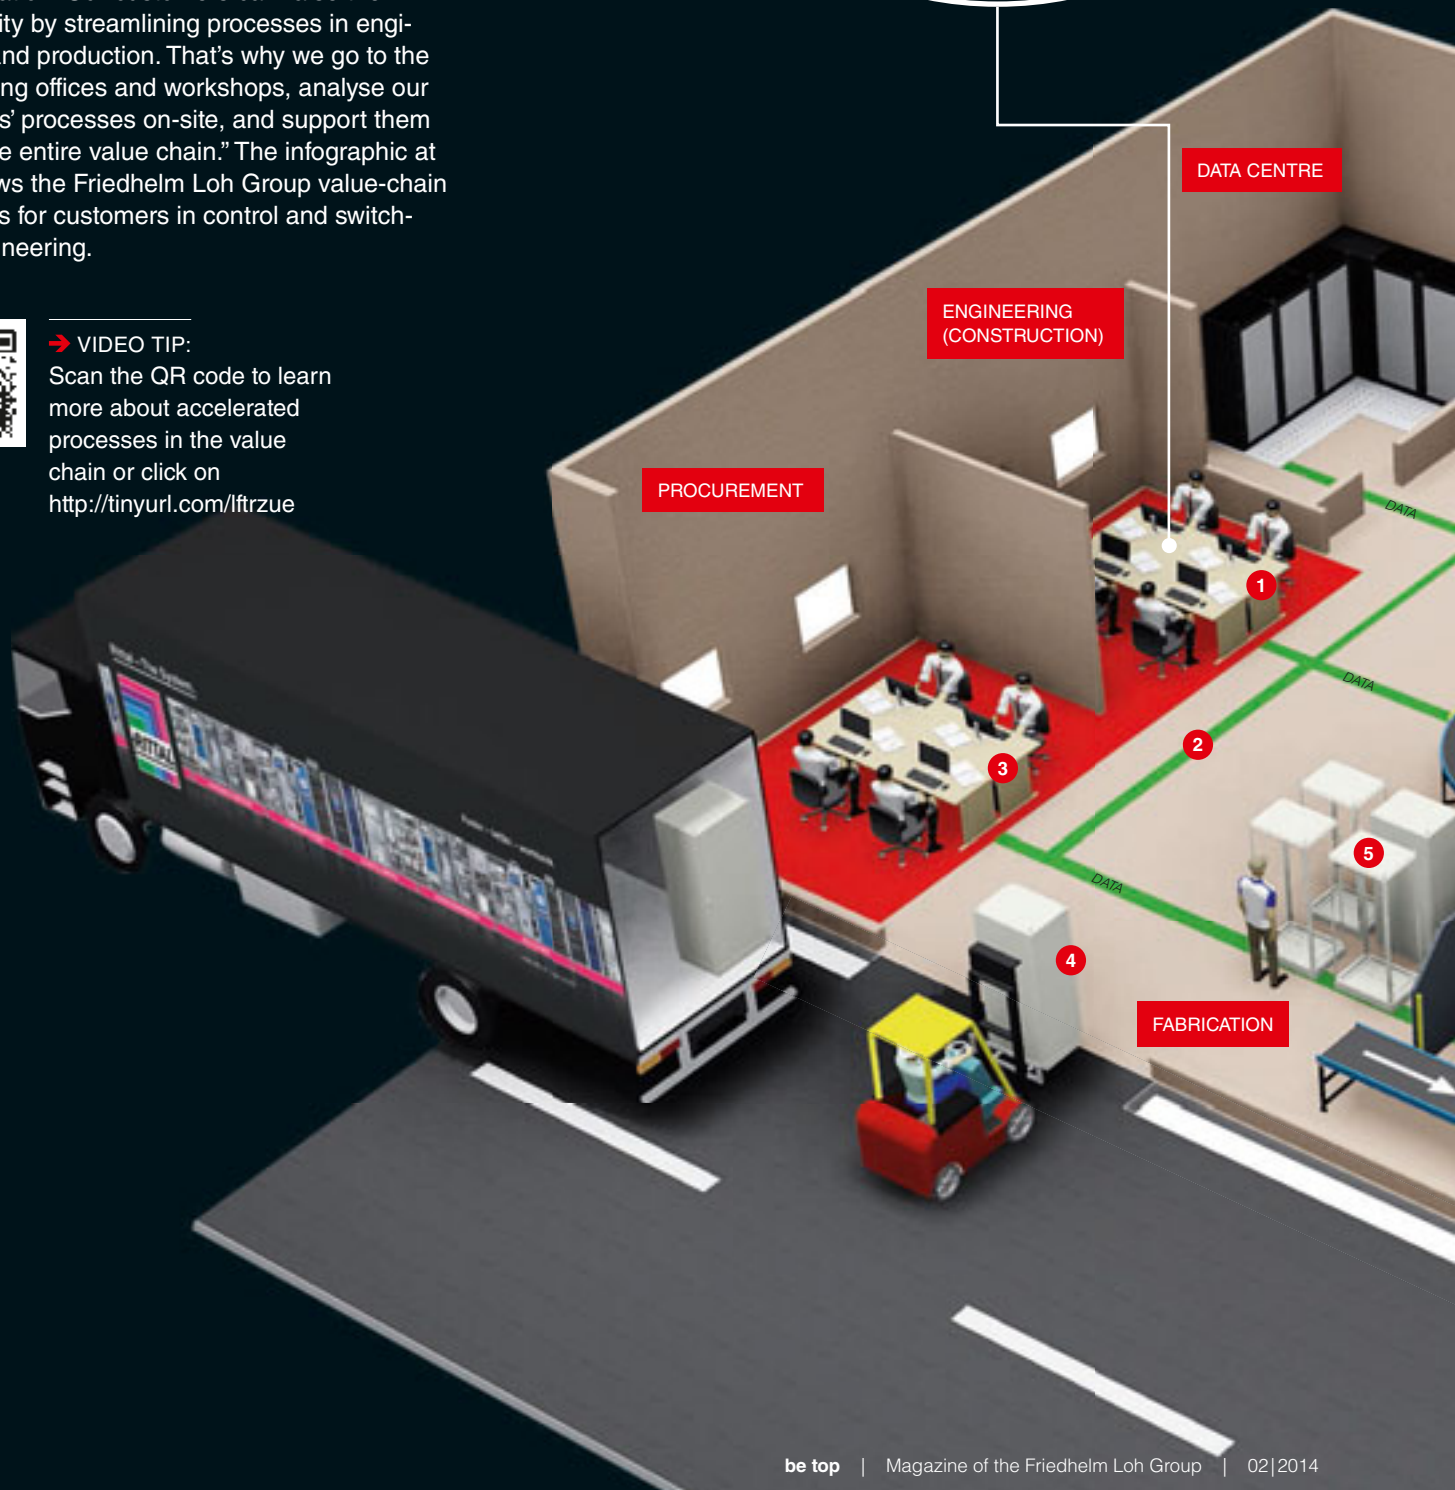 ity by streamlining processes in engi-
nd production. That’s why we go to the
ng offices and workshops, analyse our
s’ processes on-site, and support them
e entire value chain.” The infographic at
ws the Friedhelm Loh Group value-chain
s for customers in control and switch-
neering.
➔ VIDEO TIP:
Scan the QR code to learn
more about accelerated
processes in the value
chain or click on
http://tinyurl.com/lftrzue
DATA CENTRE
ENGINEERING
(CONSTRUCTION)
PROCUREMENT
DATA
1
DATA
2
3
5
DATA
4
FABRICATION
Rittal – The System.
RITTAL
be top | Magazine of the Friedhelm Loh Group | 02|2014